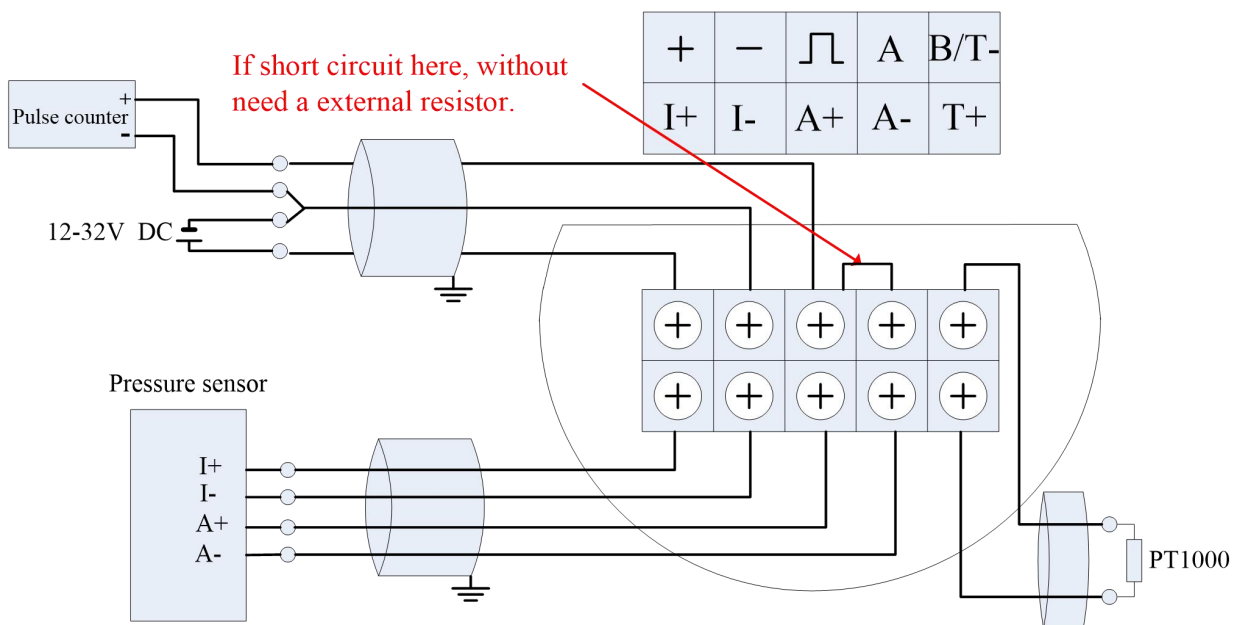 + − ⎍ A B/T-
I+ I- A+ A- T+
If short circuit here, without
need a external resistor.
Pulse counter
+
-
12-32V DC
+ + + + +
+ + + + +
Pressure sensor
I+
I-
A+
A-
PT1000